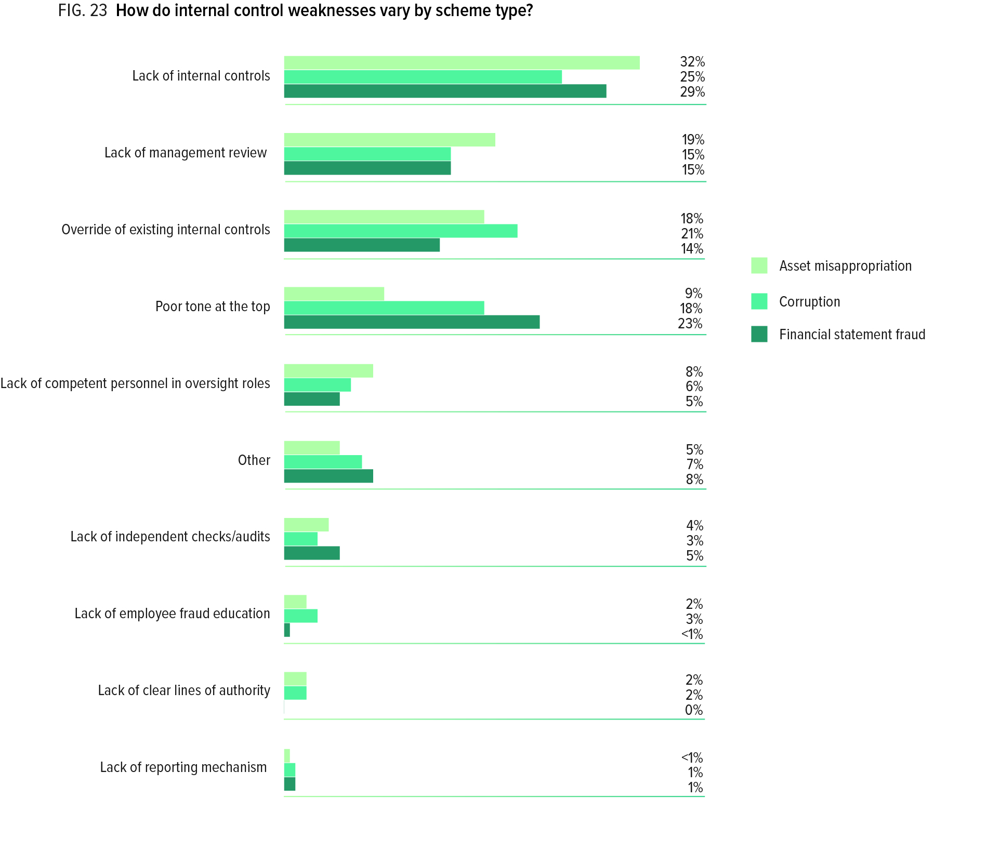 FIG. 23 How do internal control weaknesses vary by scheme type?
Lack of internal controls
32%
25%
29%
Lack of management review
19%
15%
15%
Override of existing internal controls
18%
21%
14%
Poor tone at the top
9%
18%
23%
Lack of competent personnel in oversight roles
8%
6%
5%
Other
5%
7%
8%
Lack of independent checks/audits
4%
3%
5%
Lack of employee fraud education
2%
3%
<1%
Lack of clear lines of authority
2%
2%
0%
Lack of reporting mechanism
<1%
1%
1%
Asset misappropriation
Corruption
Financial statement fraud